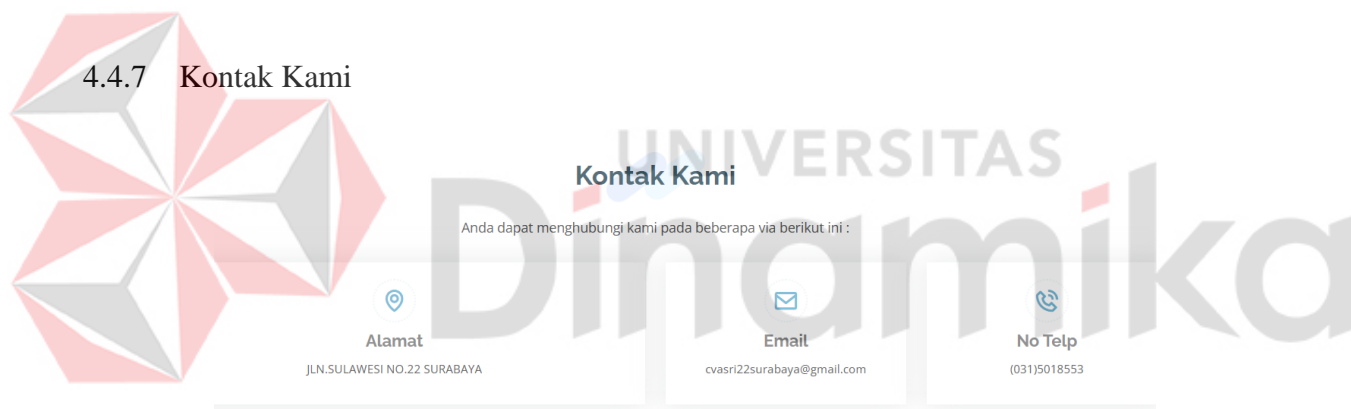 4.4.7 Kontak Kami
UNIVERSITAS
Dinamika
Kontak Kami
Anda dapat menghubungi kami pada beberapa via berikut ini :
Alamat
JLN.SULAWESI NO.22 SURABAYA
Email
cvasri22surabaya@gmail.com
No Telp
(031)5018553